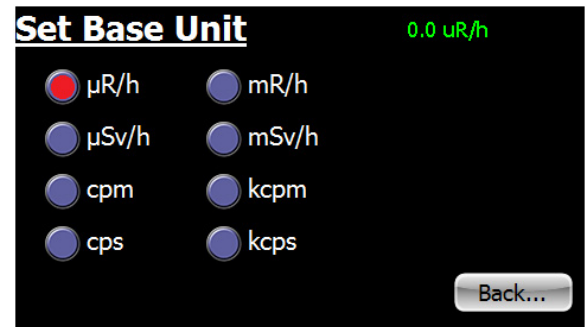 Set Base Unit 0.0 uR/h
µR/h mR/h
µSv/h mSv/h
cpm kcpm
cps kcps
Back...